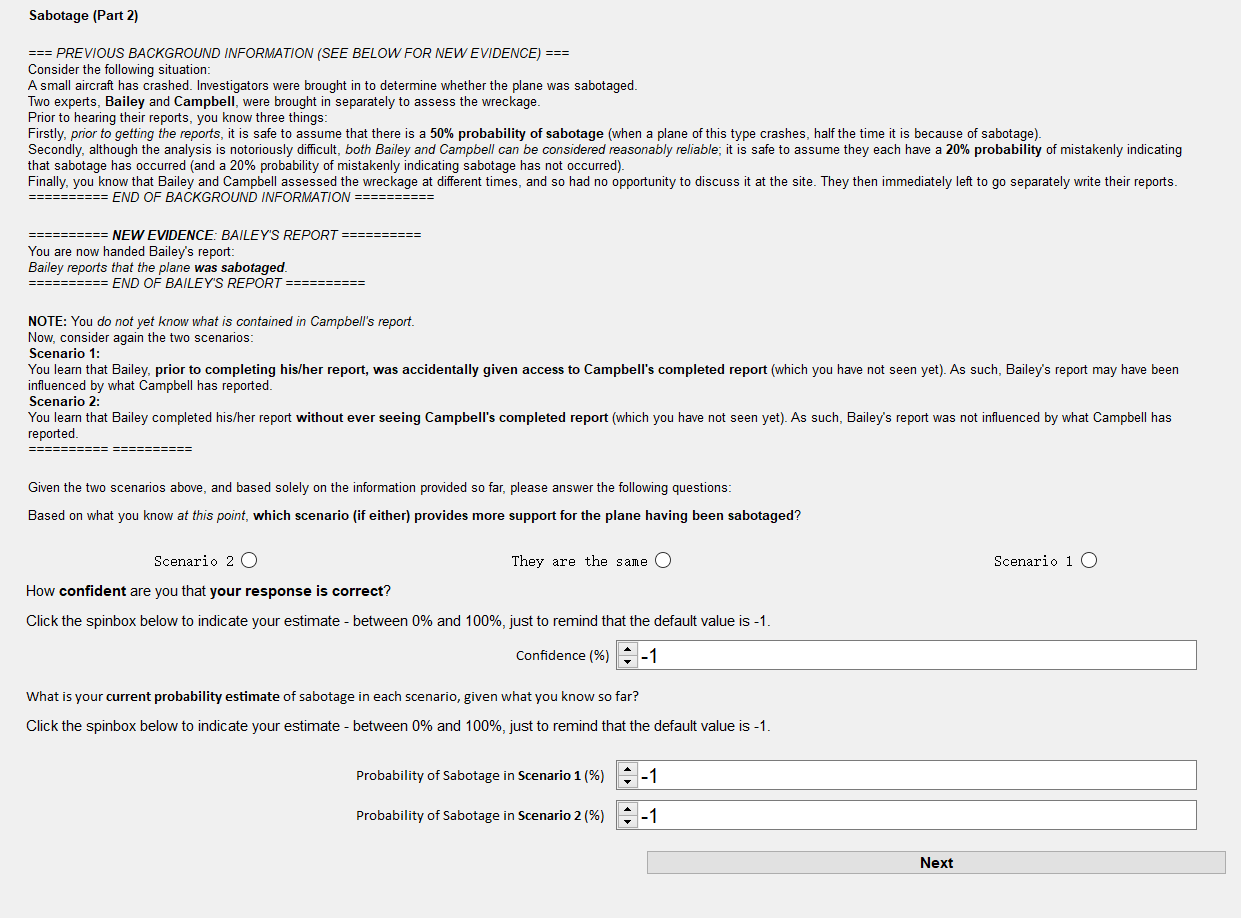 Sabotage (Part 2)
=== PREVIOUS BACKGROUND INFORMATION (SEE BELOW FOR NEW EVIDENCE) ===
Consider the following situation:
A small aircraft has crashed. Investigators were brought in to determine whether the plane was sabotaged.
Two experts, Bailey and Campbell, were brought in separately to assess the wreckage.
Prior to hearing their reports, you know three things:
Firstly, prior to getting the reports, it is safe to assume that there is a 50% probability of sabotage (when a plane of this type crashes, half the time it is because of sabotage).
Secondly, although the analysis is notoriously difficult, both Bailey and Campbell can be considered reasonably reliable; it is safe to assume they each have a 20% probability of mistakenly indicating
that sabotage has occurred (and a 20% probability of mistakenly indicating sabotage has not occurred).
Finally, you know that Bailey and Campbell assessed the wreckage at different times, and so had no opportunity to discuss it at the site. They then immediately left to go separately write their reports.
========== END OF BACKGROUND INFORMATION ==========
========== NEW EVIDENCE: BAILEY'S REPORT ==========
You are now handed Bailey's report:
Bailey reports that the plane was sabotaged.
========== END OF BAILEY'S REPORT ==========
NOTE: You do not yet know what is contained in Campbell's report.
Now, consider again the two scenarios:
Scenario 1:
You learn that Bailey, prior to completing his/her report, was accidentally given access to Campbell's completed report (which you have not seen yet). As such, Bailey's report may have been
influenced by what Campbell has reported.
Scenario 2:
You learn that Bailey completed his/her report without ever seeing Campbell's completed report (which you have not seen yet). As such, Bailey's report was not influenced by what Campbell has
reported.
========== ==========
Given the two scenarios above, and based solely on the information provided so far, please answer the following questions:
Based on what you know at this point, which scenario (if either) provides more support for the plane having been sabotaged?
Scenario 2 They are the same Scenario 1
How confident are you that your response is correct?
Click the spinbox below to indicate your estimate - between 0% and 100%, just to remind that the default value is -1.
Confidence (%) -1
What is your current probability estimate of sabotage in each scenario, given what you know so far?
Click the spinbox below to indicate your estimate - between 0% and 100%, just to remind that the default value is -1.
Probability of Sabotage in Scenario 1 (%) -1
Probability of Sabotage in Scenario 2 (%) -1
Next